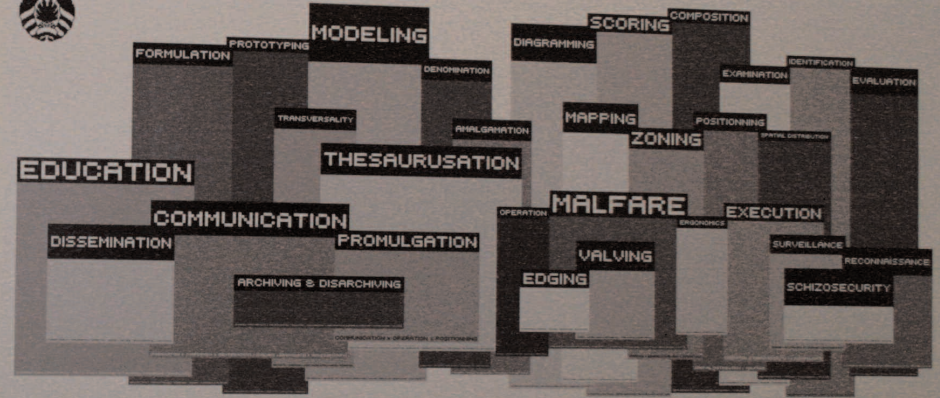 MODELING
FORMULATION
PROTOTYPING
DENOMINATION
TRANSVERSALITY
AMALGAMATION
THESAURUSATION
EDUCATION
COMMUNICATION
DISSEMINATION
PROMULGATION
ARCHIVING & DISARCHIVING
COMMUNICATION & OPERATION & POSITIONNING
COMPOSITION
SCORING
DIAGRAMMING
IDENTIFICATION
EXAMINATION
EVALUATION
MAPPING
POSITIONNING
ZONING
SPATIAL DISTRIBUTION
MALFARE
OPERATION
ERGONOMICS
EXECUTION
SURVEILLANCE
VALVING
RECONNAISSANCE
EDGING
SCHIZOSECURITY